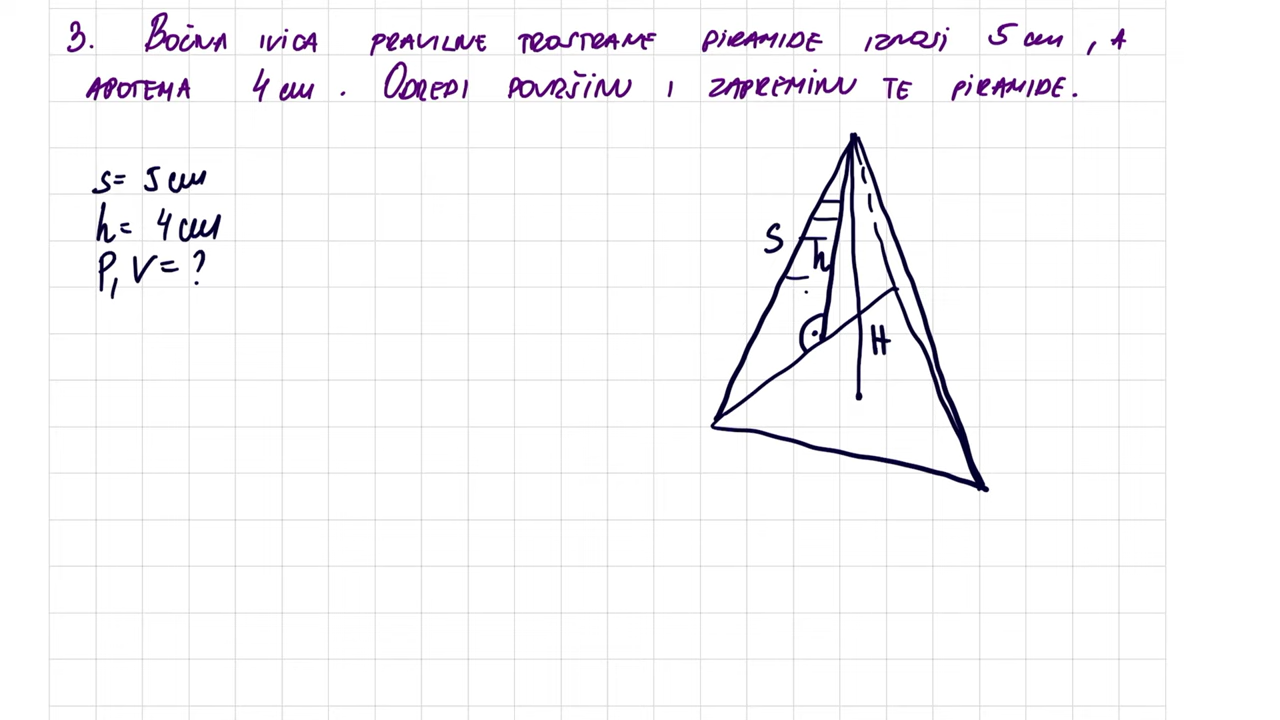 3. BOČNA IVICA PRAVILNE TROSTRANE PIRAMIDE IZNOSI 5 cm, A
APOTEMA 4 cm. ODREDI POVRŠINU I ZAPREMINU TE PIRAMIDE.
s = 5 cm
h = 4 cm
P, V = ?
S
h
H